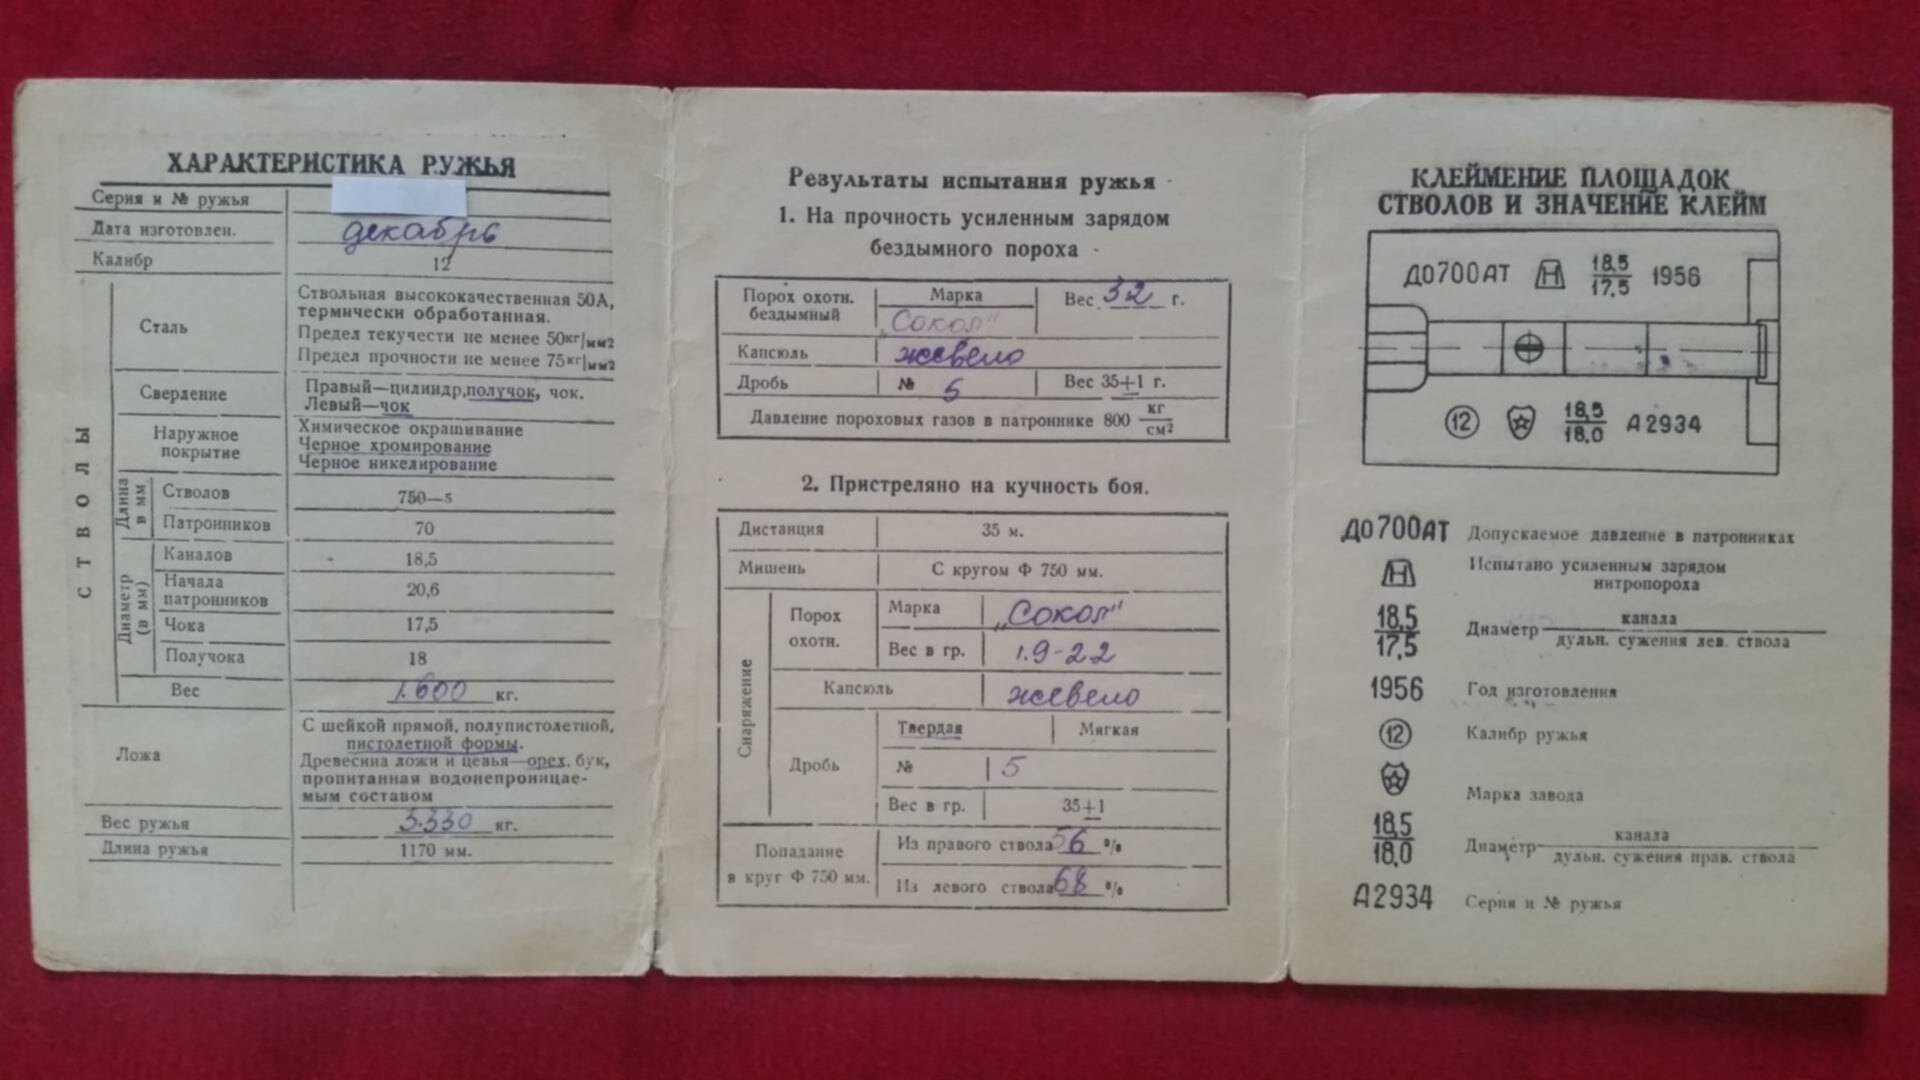 ХАРАКТЕРИСТИКА РУЖЬЯ
Серия и № ружья
Дата изготовлен. декабрь
Калибр 12
СТВОЛЫ
Сталь
Ствольная высококачественная 50А,
термически обработанная.
Предел текучести не менее 50кг/мм2
Предел прочности не менее 75кг/мм2
Сверление
Правый—цилиндр,получок, чок.
Левый—чок
Наружное
покрытие
Химическое окрашивание
Черное хромирование
Черное никелирование
Длина
в мм
Стволов 750—5
Патронников 70
Диаметр
(в мм)
Каналов 18,5
Начала
патронников 20,6
Чока 17,5
Получока 18
Вес 1.600 кг.
Ложа
С шейкой прямой, полупистолетной,
пистолетной формы.
Древесина ложи и цевья—орех, бук,
пропитанная водонепроницае-
мым составом
Вес ружья 3.330 кг.
Длина ружья 1170 мм.
Результаты испытания ружья
1. На прочность усиленным зарядом
бездымного пороха
Порох охотн.
бездымный
Марка
„Сокол"
Вес 32 г.
Капсюль жевело
Дробь № 5 Вес 35±1 г.
Давление пороховых газов в патроннике 800 кг
см2
2. Пристреляно на кучность боя.
Дистанция 35 м.
Мишень С кругом Ф 750 мм.
Снаряжение
Порох
охотн.
Марка „Сокол"
Вес в гр. 1.9-22
Капсюль жевело
Дробь
Твердая Мягкая
№ 5
Вес в гр. 35±1
Попадание
в круг Ф 750 мм.
Из правого ствола 56 %
Из левого ствола 68 %
КЛЕЙМЕНИЕ ПЛОЩАДОК
СТВОЛОВ И ЗНАЧЕНИЕ КЛЕЙМ
ДО700АТ Н 18,5 1956
17,5
12 18,5 А2934
18,0
ДО700АТ Допускаемое давление в патронниках
Н Испытано усиленным зарядом
нитропороха
18,5
17,5
Диаметр канала
дульн. сужения лев. ствола
1956 Год изготовления
12 Калибр ружья
Марка завода
18,5
18,0
Диаметр канала
дульн. сужения прав. ствола
А2934 Серия и № ружья